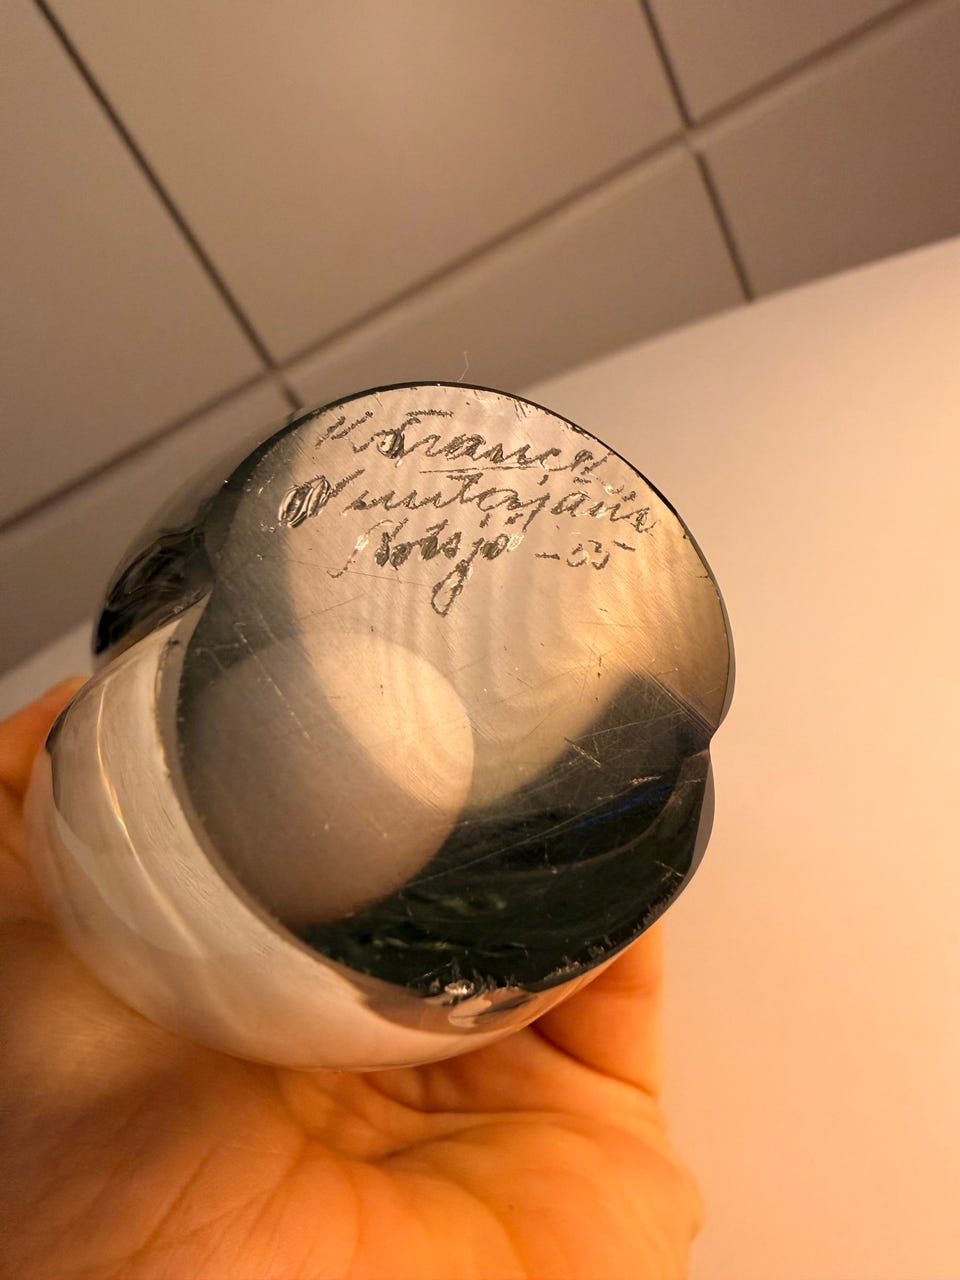 K Franck
Nuutajärvi
Notsjö -55